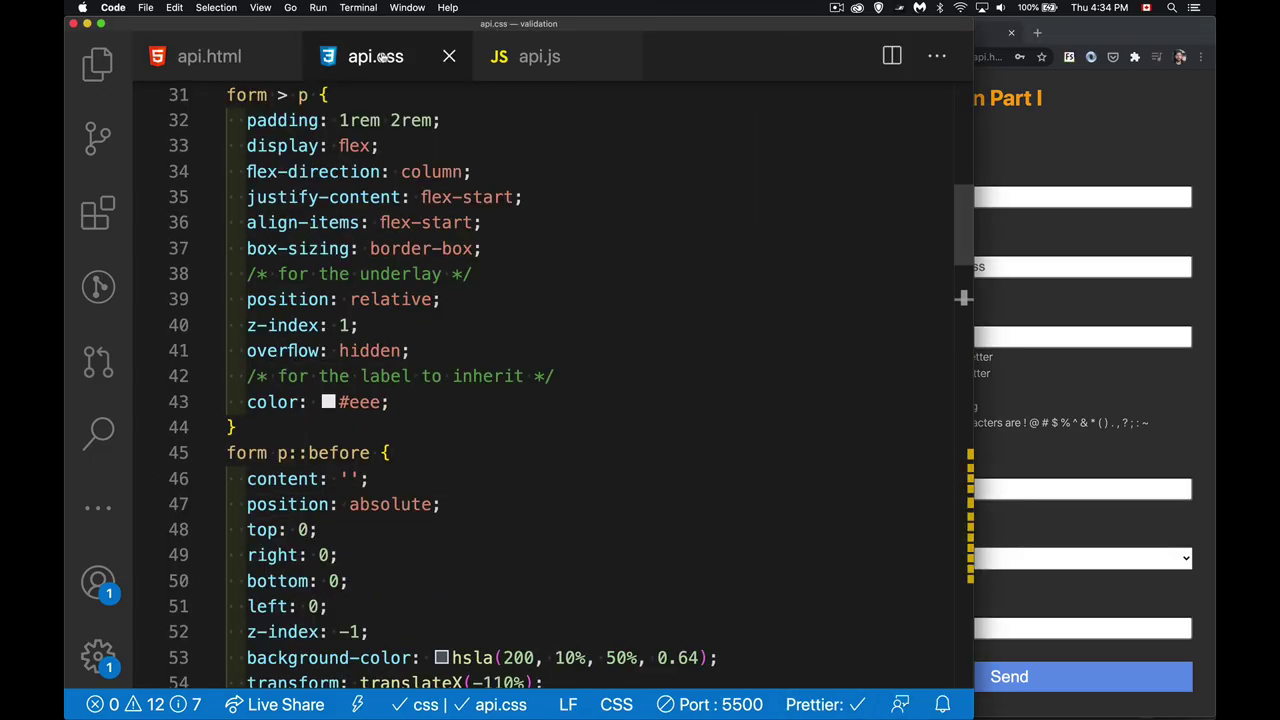 Code File Edit Selection View Go Run Terminal Window Help
100% Thu 4:34 PM
api.css — validation
api.html
api.css
JS api.js
31 form > p {
32 padding: 1rem 2rem;
33 display: flex;
34 flex-direction: column;
35 justify-content: flex-start;
36 align-items: flex-start;
37 box-sizing: border-box;
38 /* for the underlay */
39 position: relative;
40 z-index: 1;
41 overflow: hidden;
42 /* for the label to inherit */
43 color: #eee;
44 }
45 form p::before {
46 content: '';
47 position: absolute;
48 top: 0;
49 right: 0;
50 bottom: 0;
51 left: 0;
52 z-index: -1;
53 background-color: hsla(200, 10%, 50%, 0.64);
54 transform: translateX(-110%);
1
1
0 12 7 Live Share css | api.css LF CSS Port : 5500 Prettier:
pi.h...
n Part I
ss
etter
etter
g
acters are ! @ # $ % ^ & * ( ) . , ? ; : ~
Send